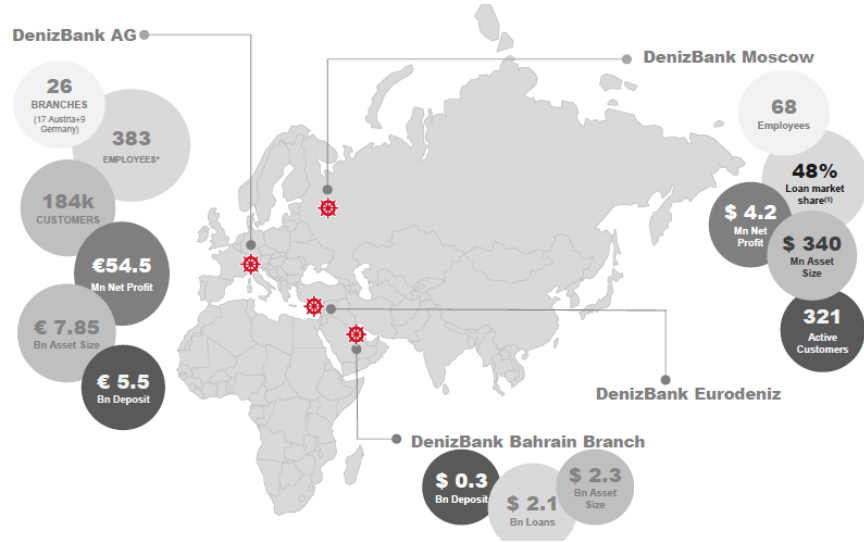 DenizBank AG
26
BRANCHES
(17 Austria+9
Germany)
383
EMPLOYEES*
184k
CUSTOMERS
€54.5
Mn Net Profit
€ 7.85
Bn Asset Size
€ 5.5
Bn Deposit
DenizBank Moscow
68
Employees
48%
Loan market
share(1)
$ 4.2
Mn Net
Profit
$ 340
Mn Asset
Size
321
Active
Customers
DenizBank Eurodeniz
DenizBank Bahrain Branch
$ 0.3
Bn Deposit
$ 2.1
Bn Loans
$ 2.3
Bn Asset
Size